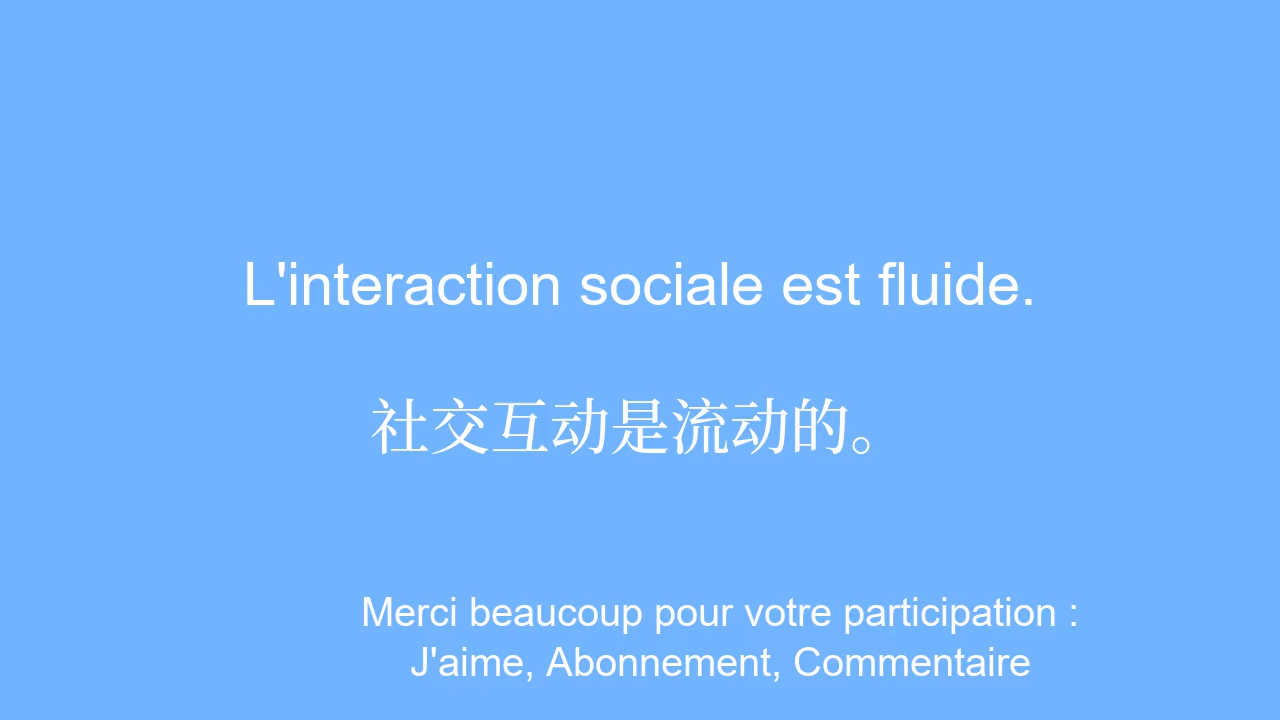 L'interaction sociale est fluide.
社交互动是流动的。
Merci beaucoup pour votre participation :
J'aime, Abonnement, Commentaire